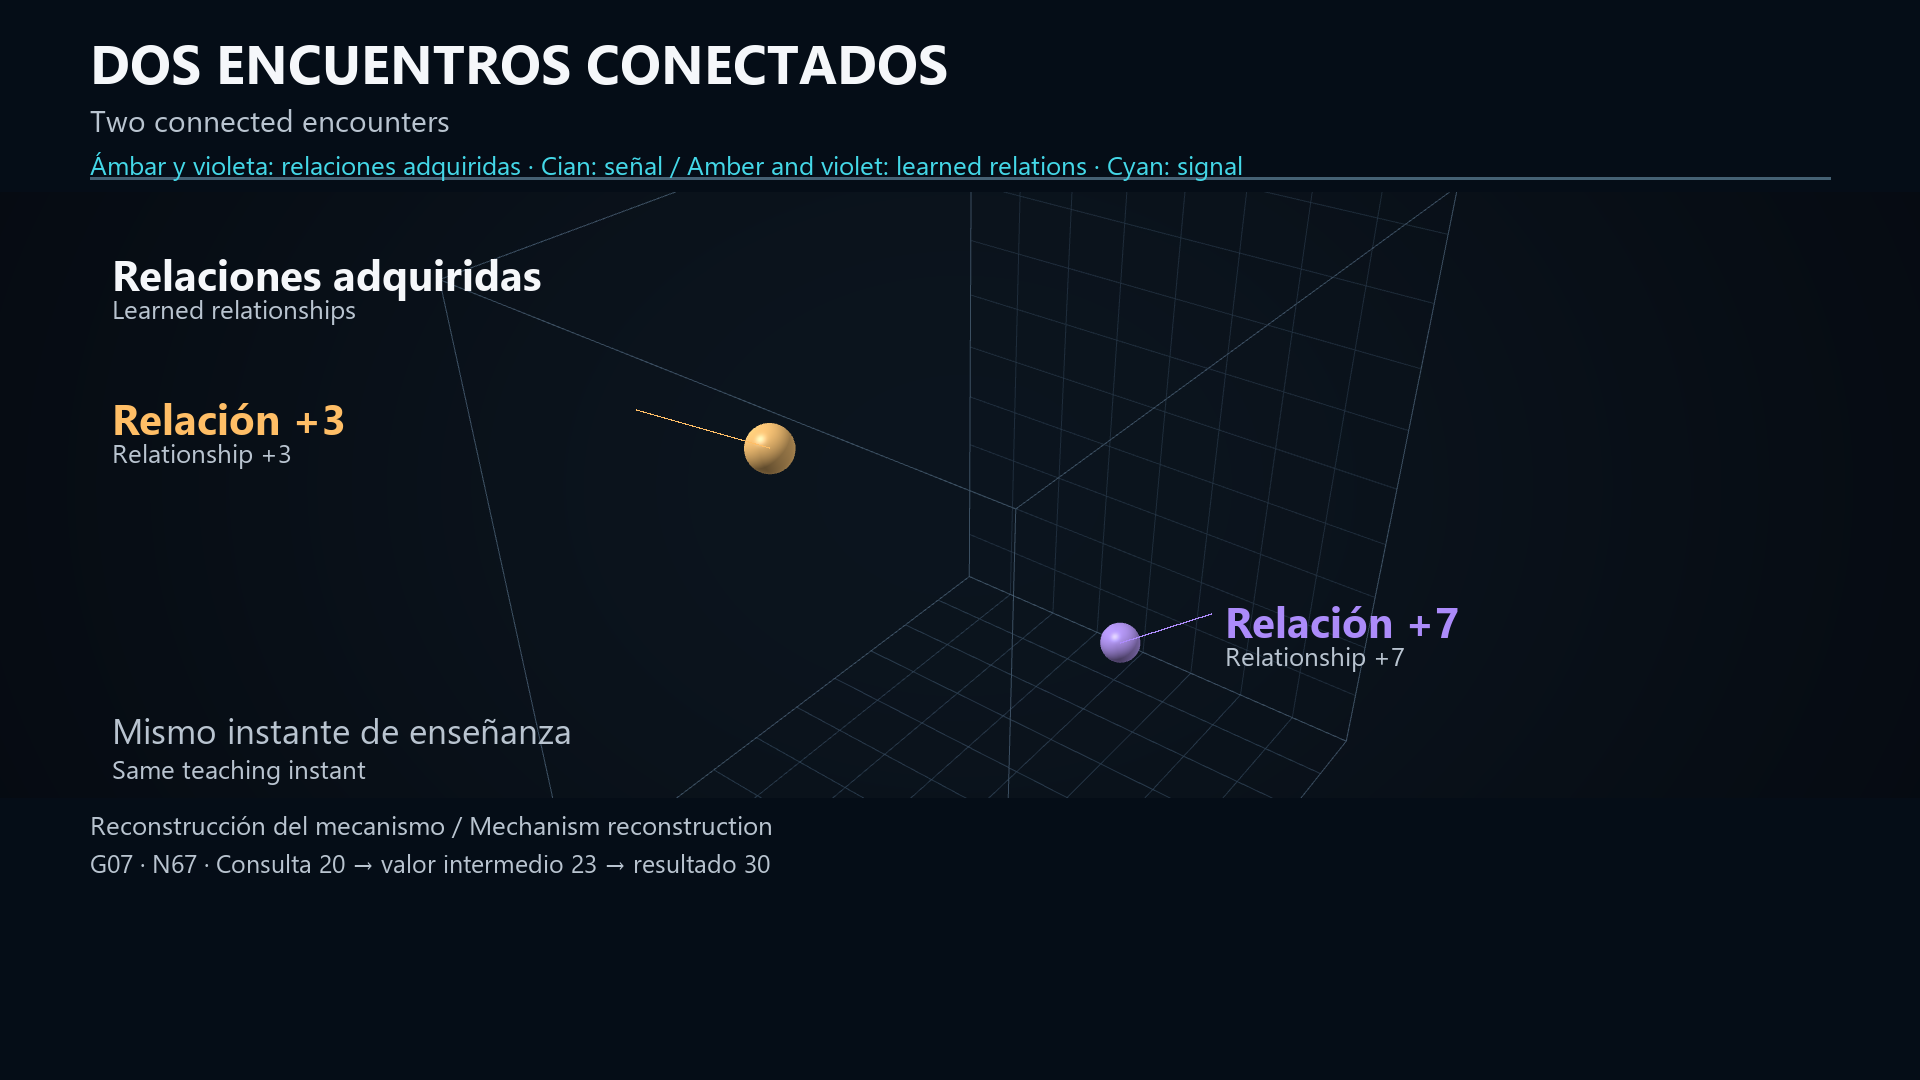 DOS ENCUENTROS CONECTADOS
Two connected encounters
Ámbar y violeta: relaciones adquiridas · Cian: señal / Amber and violet: learned relations · Cyan: signal
Relaciones adquiridas
Learned relationships
Relación +3
Relationship +3
Relación +7
Relationship +7
Mismo instante de enseñanza
Same teaching instant
Reconstrucción del mecanismo / Mechanism reconstruction
G07 · N67 · Consulta 20 → valor intermedio 23 → resultado 30